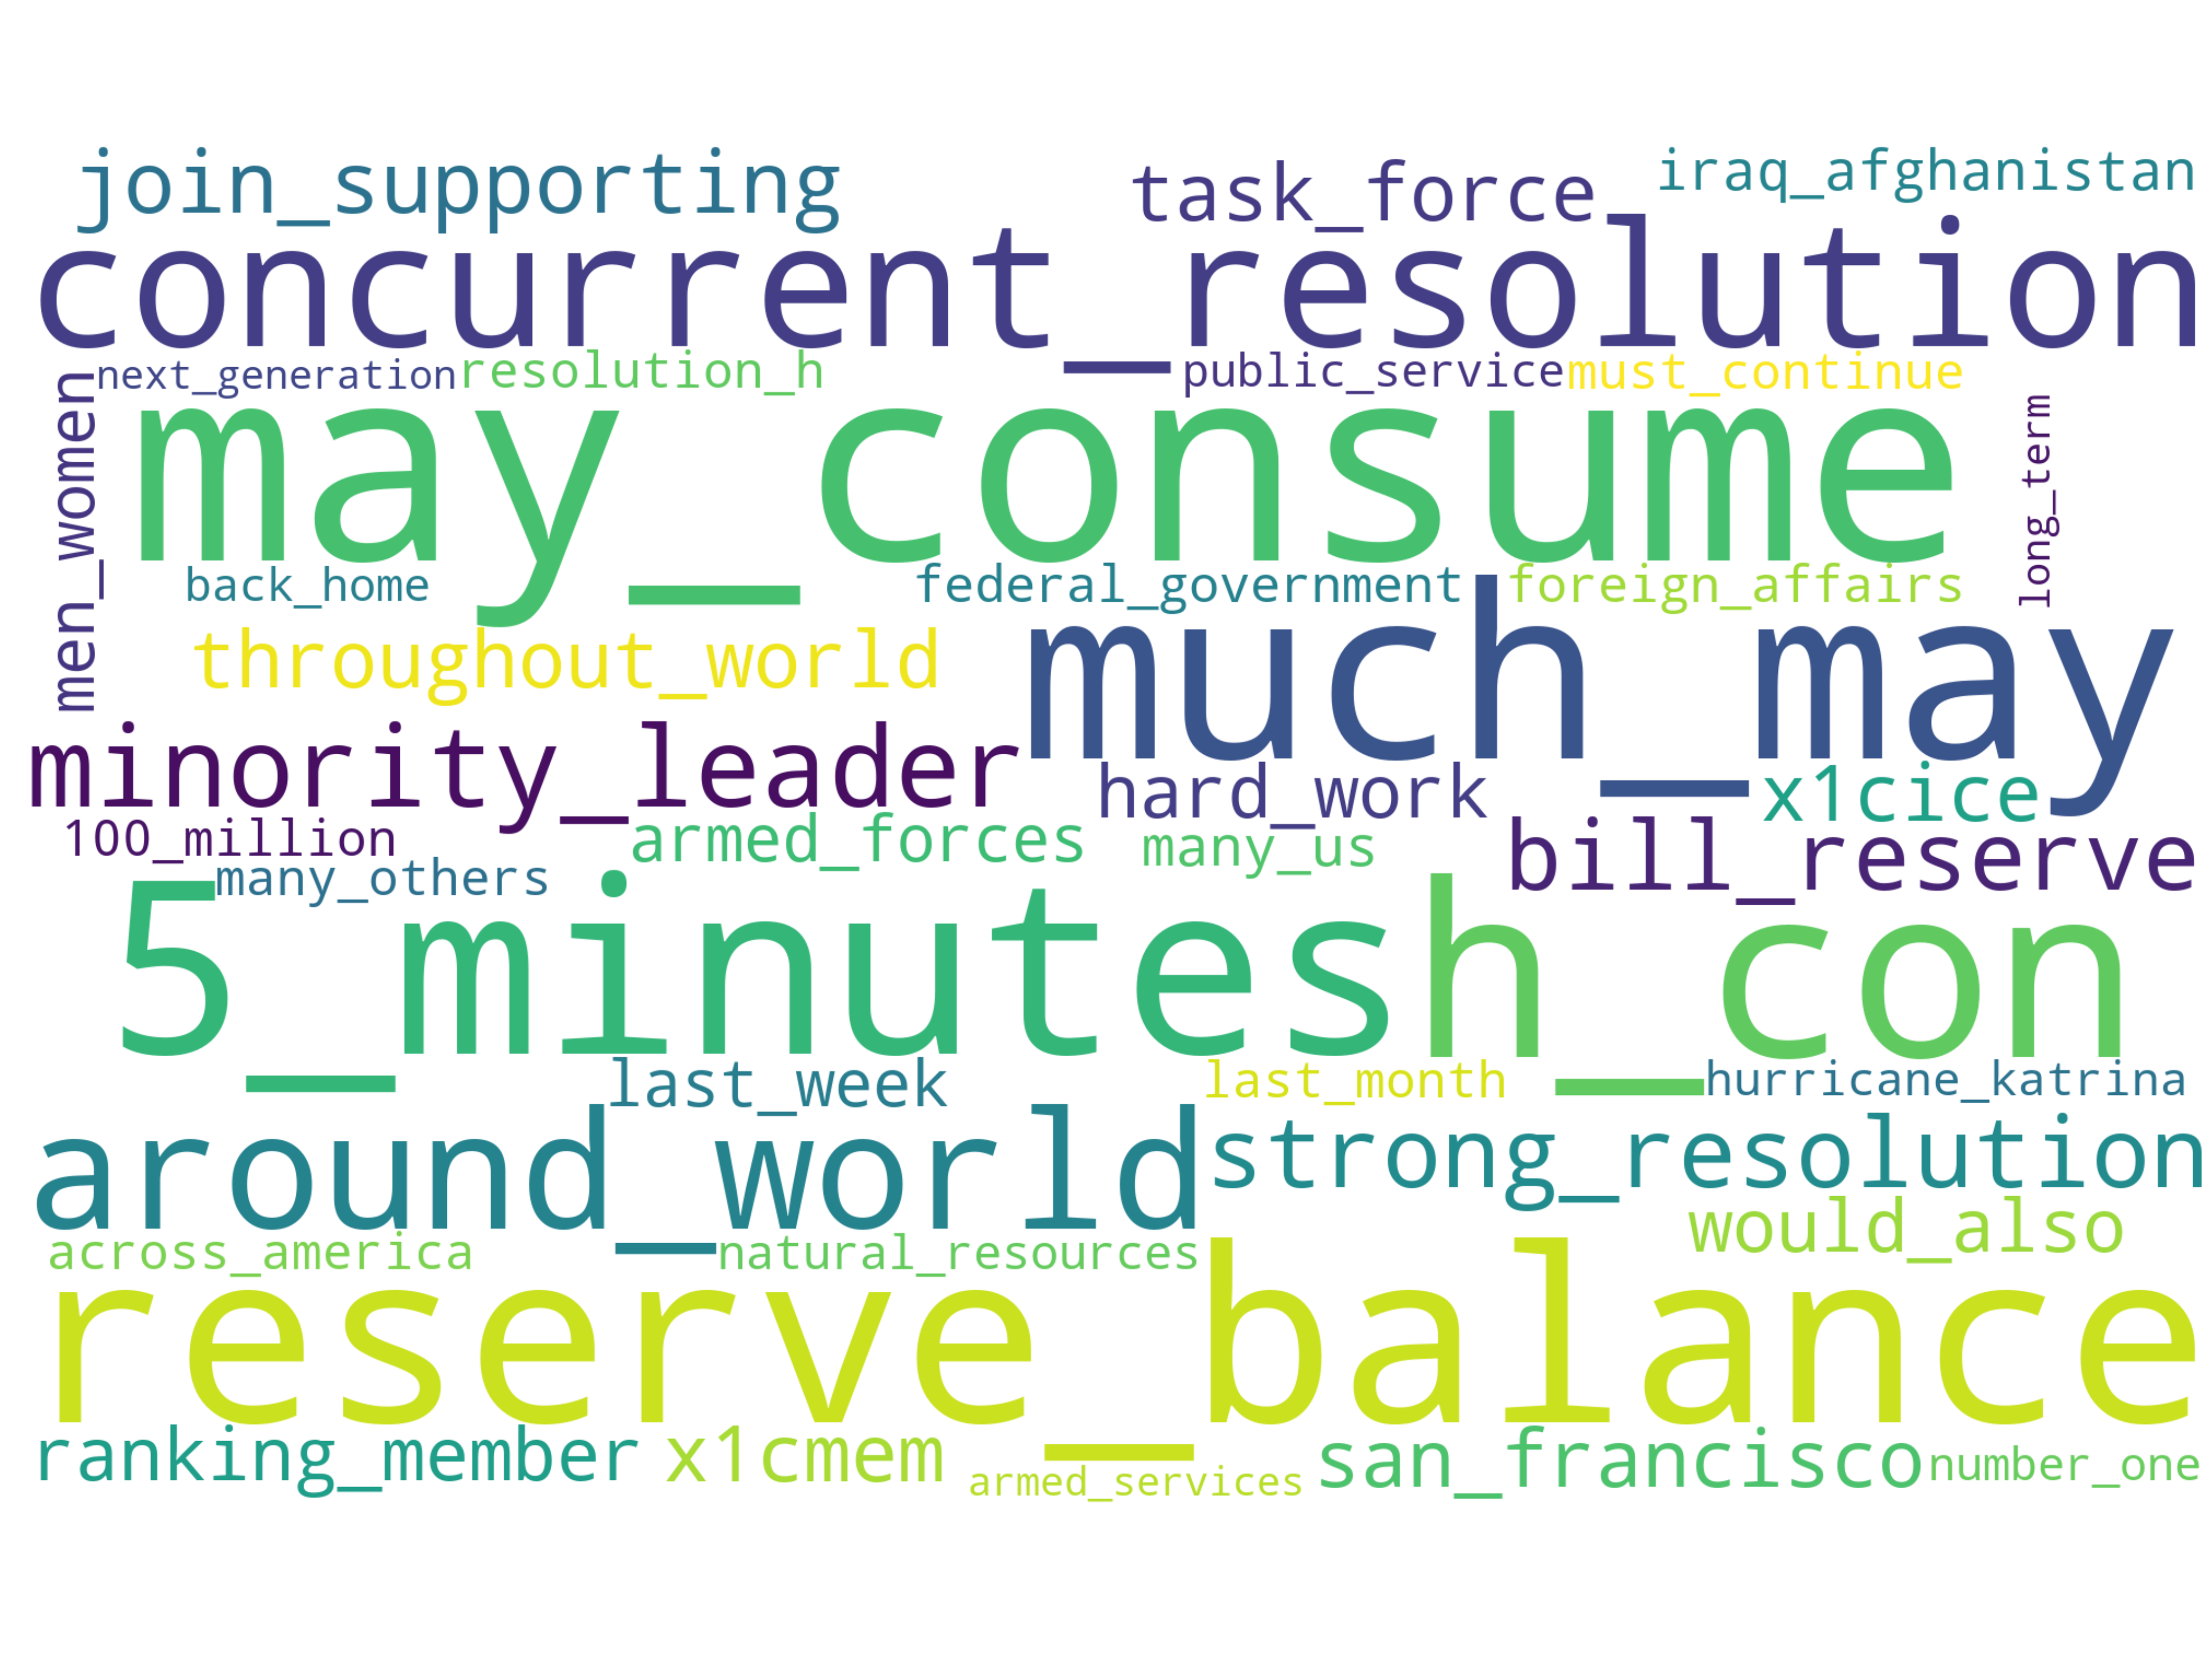 join_supporting
task_force
iraq_afghanistan
concurrent_resolution
next_generation
resolution_h
public_service
must_continue
men_women
may_consume
long_term
back_home
federal_government
foreign_affairs
throughout_world
much_may
minority_leader
hard_work
x1cice
100_million
armed_forces
many_us
bill_reserve
many_others
5_minutes
h_con
last_week
last_month
hurricane_katrina
around_world
strong_resolution
across_america
natural_resources
would_also
reserve_balance
ranking_member
x1cmem
armed_services
san_francisco
number_one